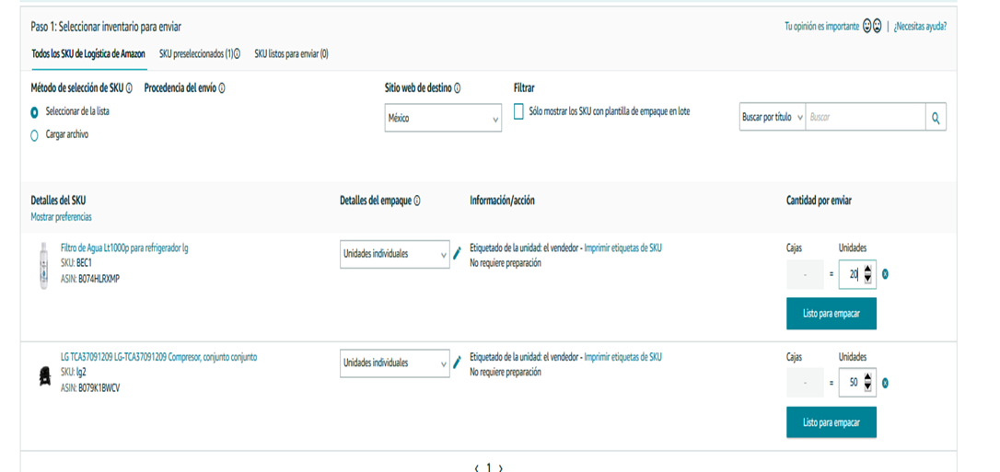 Paso 1: Seleccionar inventario para enviar
Tu opinión es importante | ¿Necesitas ayuda?
Todos los SKU de Logística de Amazon SKU preseleccionados (1) SKU listos para enviar (0)
Método de selección de SKU Procedencia del envío Sitio web de destino Filtrar
Seleccionar de la lista
Cargar archivo
México
Sólo mostrar los SKU con plantilla de empaque en lote
Buscar por título Buscar
Detalles del SKU Detalles del empaque Información/acción Cantidad por enviar
Mostrar preferencias
Filtro de Agua Lt1000p para refrigerador lg
SKU: BEC1
ASIN: B074HLRXMP
Unidades individuales
Etiquetado de la unidad: el vendedor - Imprimir etiquetas de SKU
No requiere preparación
Cajas Unidades
- = 20
Listo para empacar
LG TCA37091209 LG-TCA37091209 Compresor, conjunto conjunto
SKU: lg2
ASIN: B079K1BWCV
Unidades individuales
Etiquetado de la unidad: el vendedor - Imprimir etiquetas de SKU
No requiere preparación
Cajas Unidades
- = 50
Listo para empacar
‹ 1 ›